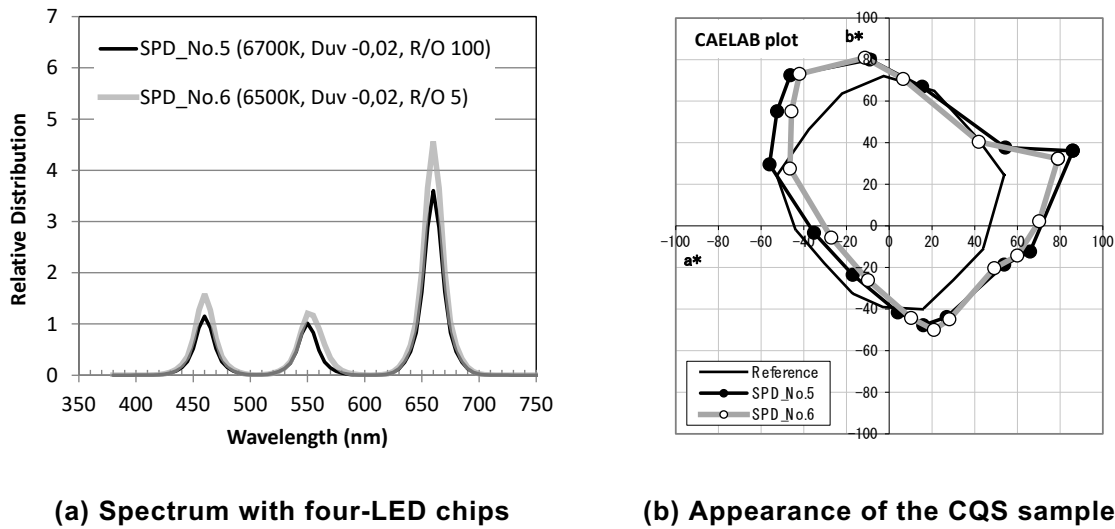 7
6
5
4
3
2
1
0
SPD_No.5 (6700K, Duv -0,02, R/O 100)
SPD_No.6 (6500K, Duv -0,02, R/O 5)
Relative Distribution
350 400 450 500 550 600 650 700 750
Wavelength (nm)
(a) Spectrum with four-LED chips
CAELAB plot
b*
100
80
60
40
20
0
-20
-40
-60
-80
-100
-100 -80 -60 -40 -20 0 20 40 60 80 100
a*
Reference
SPD_No.5
SPD_No.6
(b) Appearance of the CQS sample